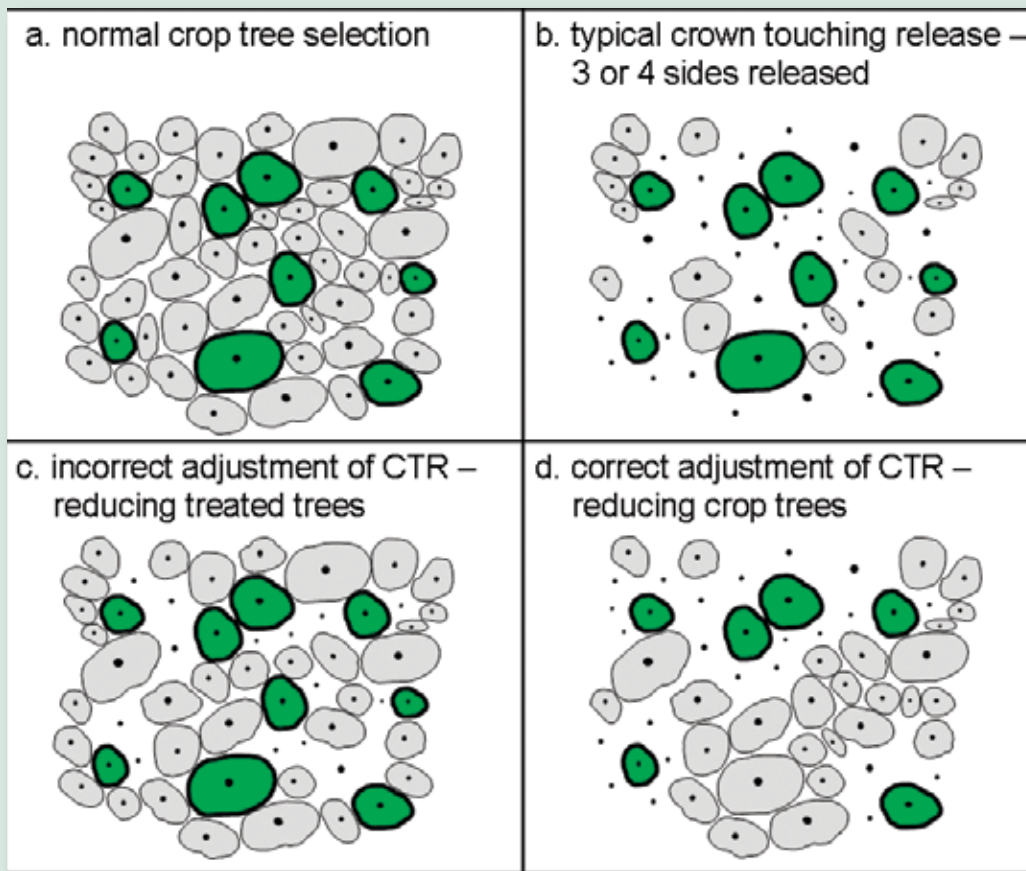 a. normal crop tree selection
b. typical crown touching release –
3 or 4 sides released
c. incorrect adjustment of CTR –
reducing treated trees
d. correct adjustment of CTR –
reducing crop trees